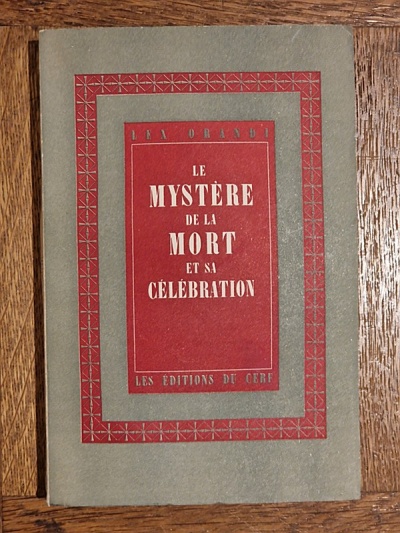 LEX ORANDI
LE
MYSTÈRE
DE LA
MORT
ET SA
CÉLÉBRATION
LES EDITIONS DU CERF